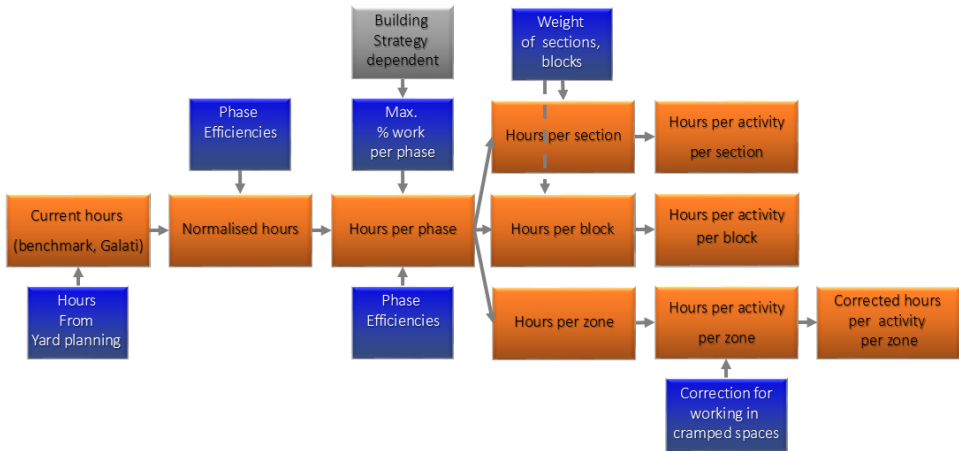 Building
Strategy
dependent
Weight
of sections,
blocks
Phase
Efficiencies
Max.
% work
per phase
Hours per section
Hours per activity
per section
Current hours
(benchmark, Galati)
Normalised hours
Hours per phase
Hours per block
Hours per activity
per block
Hours
From
Yard planning
Phase
Efficiencies
Hours per zone
Hours per activity
per zone
Corrected hours
per activity
per zone
Correction for
working in
cramped spaces